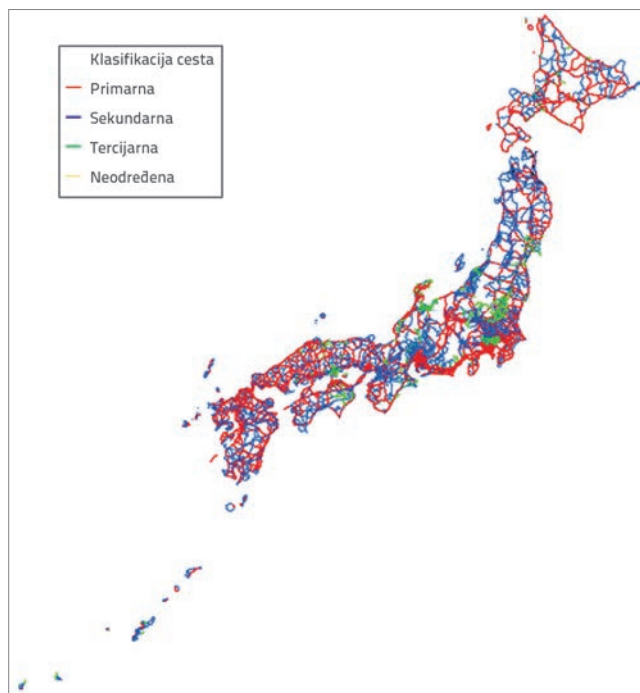 Klasifikacija cesta
Primarna
Sekundarna
Tercijarna
Neodređena